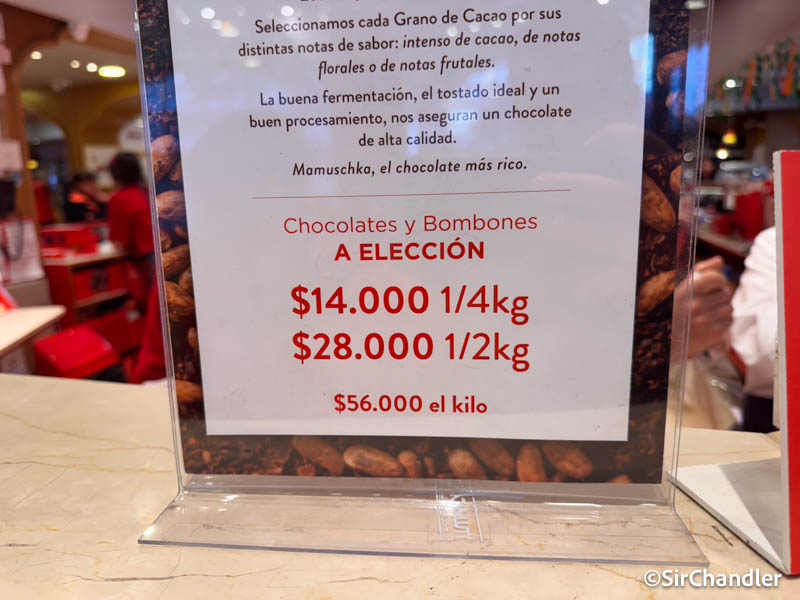 Seleccionamos cada Grano de Cacao por sus
distintas notas de sabor: intenso de cacao, de notas
florales o de notas frutales.
La buena fermentación, el tostado ideal y un
buen procesamiento, nos aseguran un chocolate
de alta calidad.
Mamuschka, el chocolate más rico.
Chocolates y Bombones
A ELECCIÓN
$14.000 1/4kg
$28.000 1/2kg
$56.000 el kilo
©SirChandler